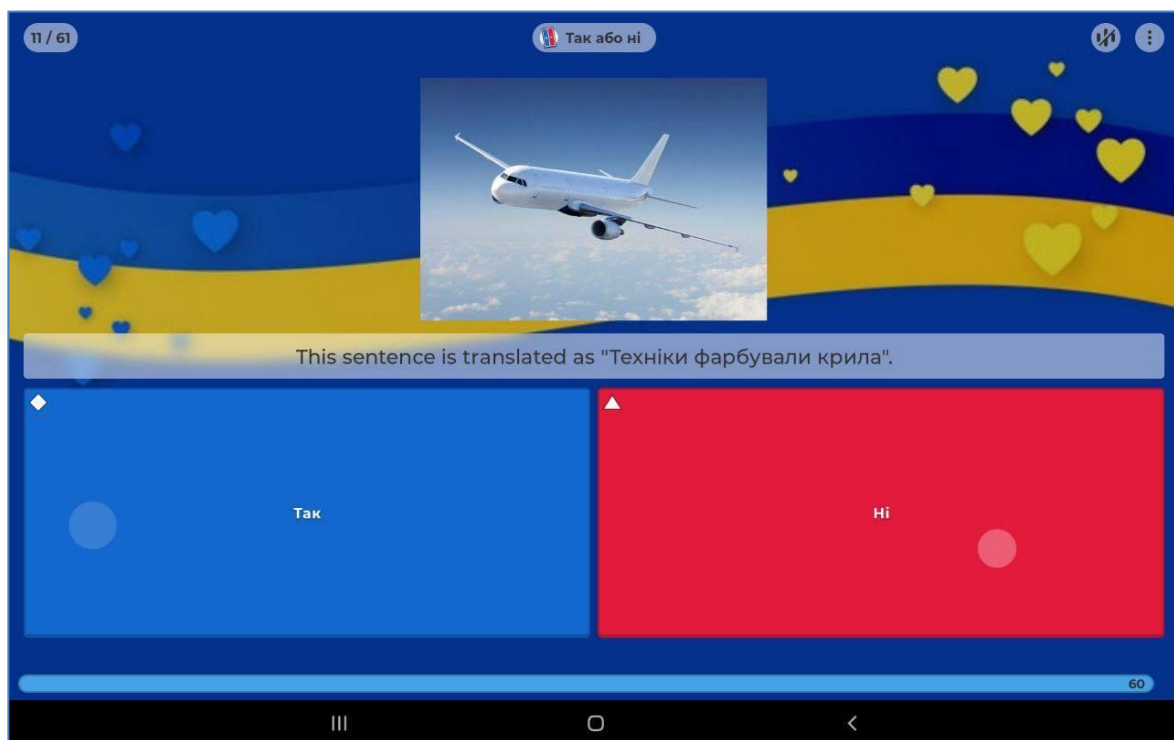 11 / 61
Так або ні
This sentence is translated as "Техніки фарбували крила".
Так
Ні
60